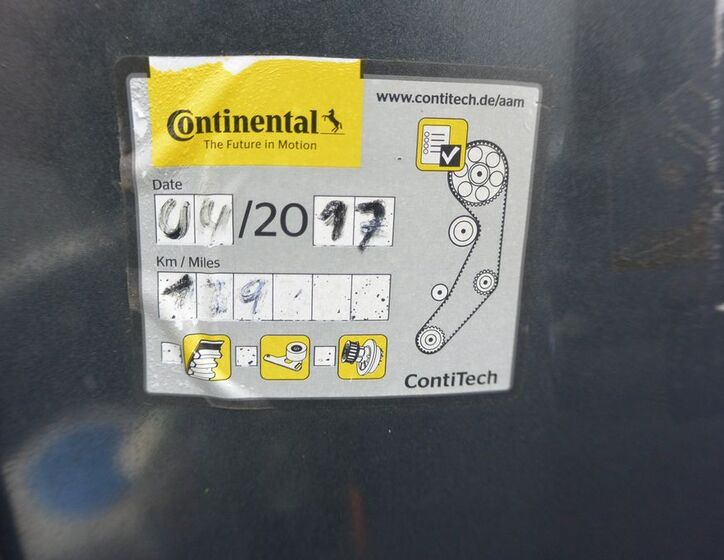 Continental
The Future in Motion
www.contitech.de/aam
Date
04/2017
Km / Miles
179
ContiTech